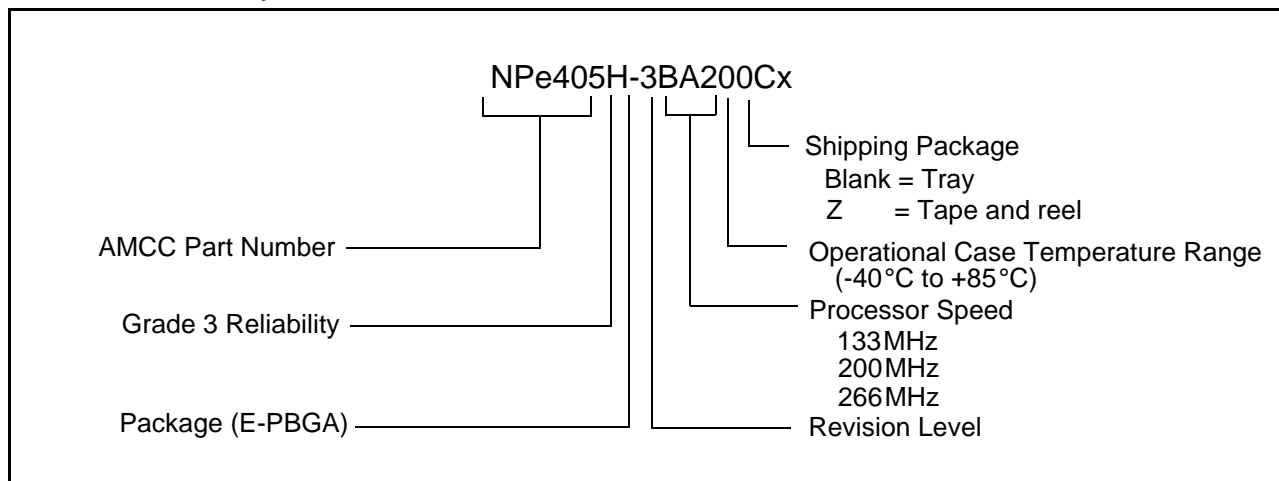 NPe405H-3BA200Cx
Shipping Package
Blank = Tray
Z = Tape and reel
AMCC Part Number
Operational Case Temperature Range
(-40°C to +85°C)
Processor Speed
Grade 3 Reliability
133MHz
200MHz
266MHz
Package (E-PBGA)
Revision Level